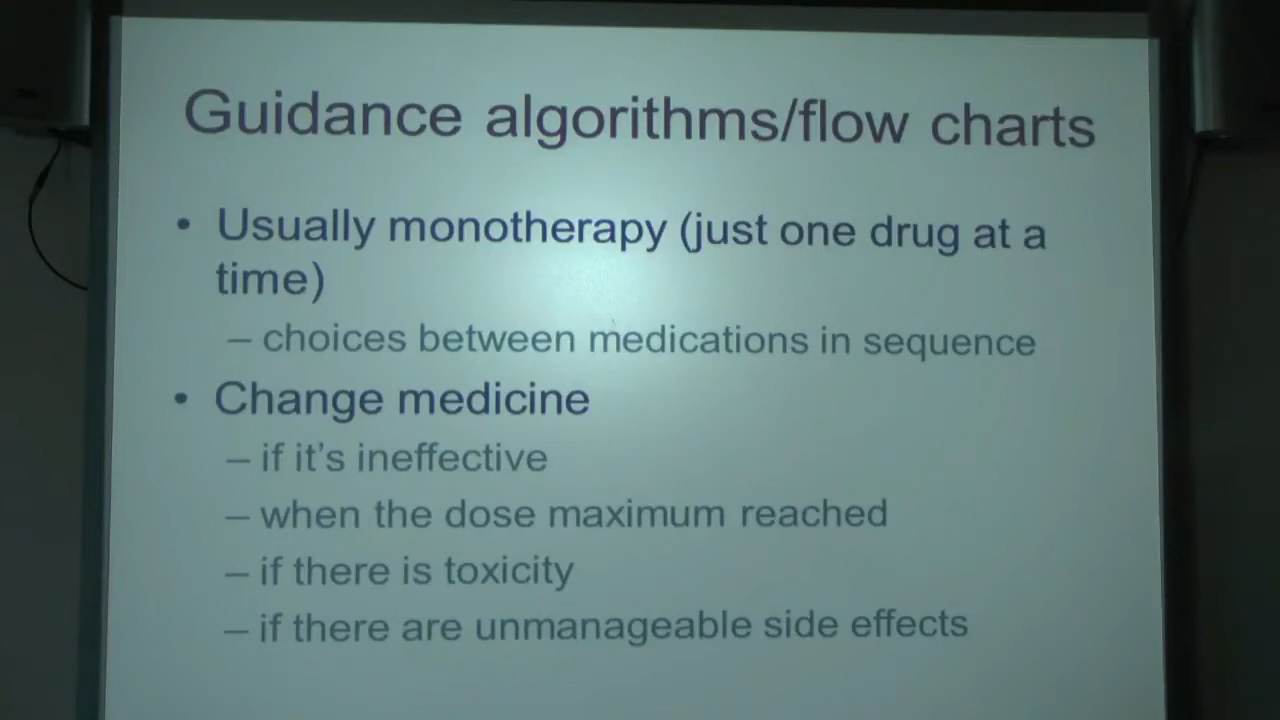 Guidance algorithms/flow charts
• Usually monotherapy (just one drug at a
time)
– choices between medications in sequence
• Change medicine
– if it's ineffective
– when the dose maximum reached
– if there is toxicity
– if there are unmanageable side effects